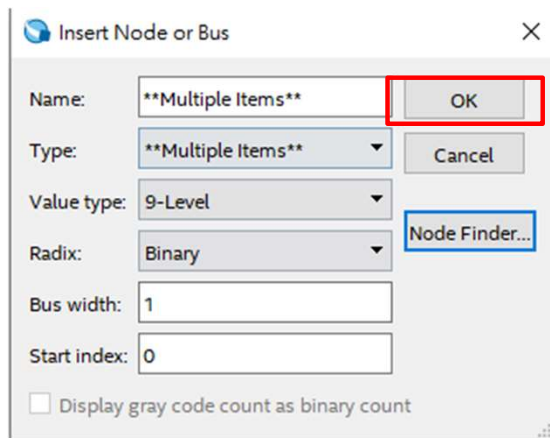 Insert Node or Bus
Name: **Multiple Items** OK
Type: **Multiple Items** Cancel
Value type: 9-Level
Node Finder...
Radix: Binary
Bus width: 1
Start index: 0
Display gray code count as binary count